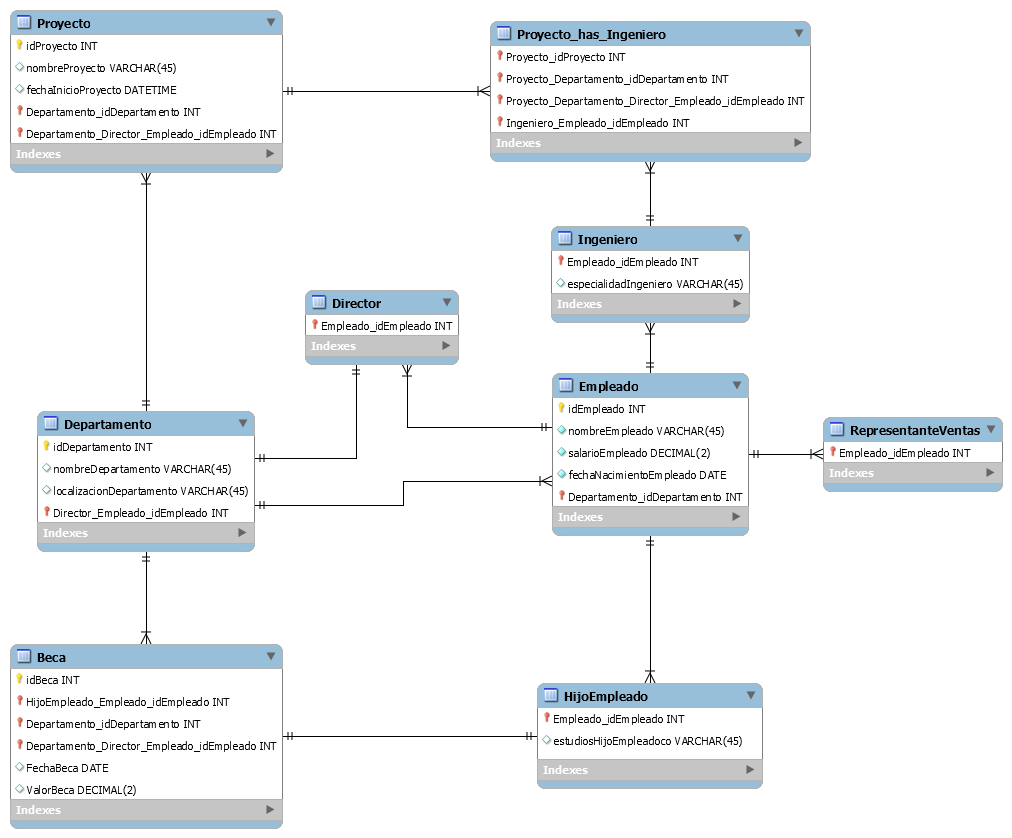 Proyecto
idProyecto INT
nombreProyecto VARCHAR(45)
fechaInicioProyecto DATETIME
Departamento_idDepartamento INT
Departamento_Director_Empleado_idEmpleado INT
Indexes
Proyecto_has_Ingeniero
Proyecto_idProyecto INT
Proyecto_Departamento_idDepartamento INT
Proyecto_Departamento_Director_Empleado_idEmpleado INT
Ingeniero_Empleado_idEmpleado INT
Indexes
Ingeniero
Empleado_idEmpleado INT
especialidadIngeniero VARCHAR(45)
Indexes
Director
Empleado_idEmpleado INT
Indexes
Empleado
idEmpleado INT
nombreEmpleado VARCHAR(45)
salarioEmpleado DECIMAL(2)
fechaNacimientoEmpleado DATE
Departamento_idDepartamento INT
Indexes
RepresentanteVentas
Empleado_idEmpleado INT
Indexes
Departamento
idDepartamento INT
nombreDepartamento VARCHAR(45)
localizacionDepartamento VARCHAR(45)
Director_Empleado_idEmpleado INT
Indexes
Beca
idBeca INT
HijoEmpleado_Empleado_idEmpleado INT
Departamento_idDepartamento INT
Departamento_Director_Empleado_idEmpleado INT
FechaBeca DATE
ValorBeca DECIMAL(2)
Indexes
HijoEmpleado
Empleado_idEmpleado INT
estudiosHijoEmpleadoco VARCHAR(45)
Indexes